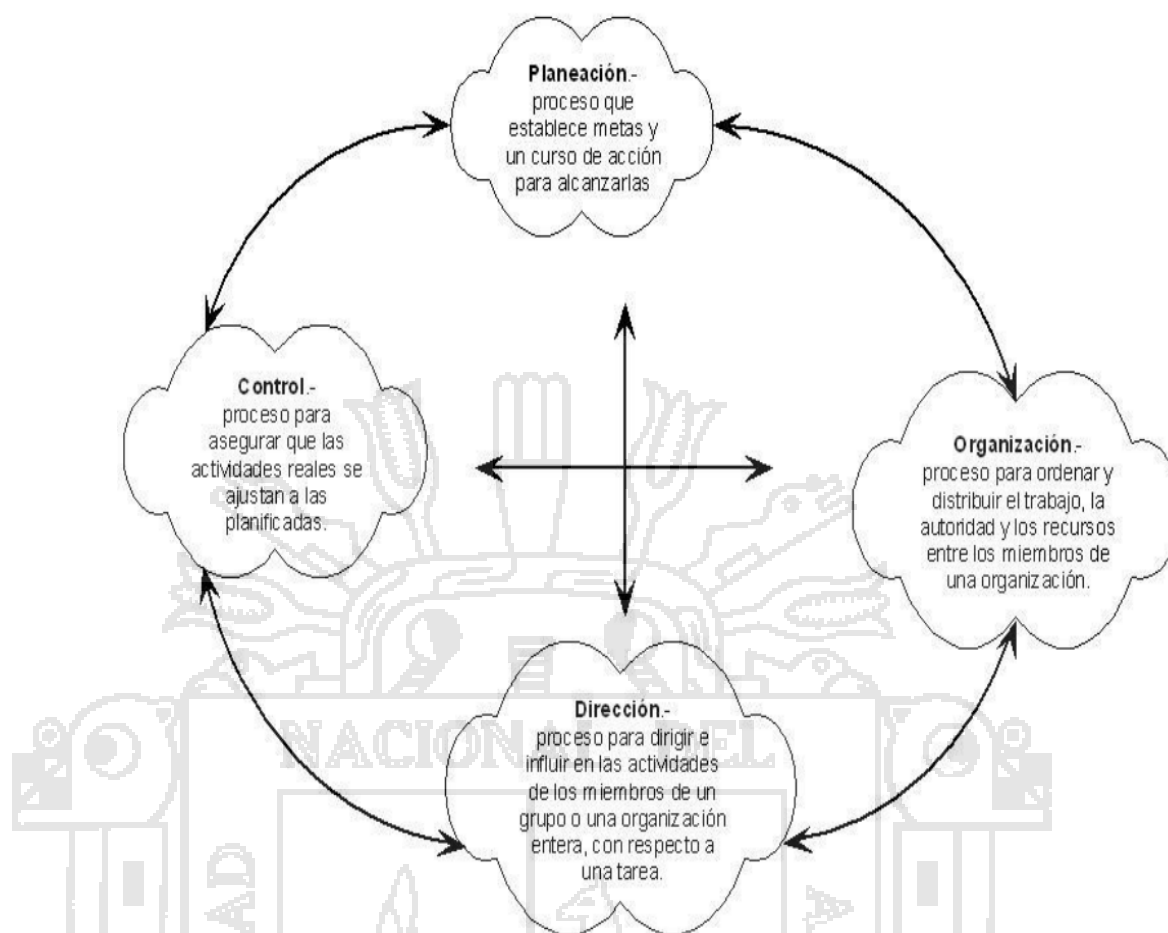 Planeación.-
proceso que
establece metas y
un curso de acción
para alcanzarlas
Control.-
proceso para
asegurar que las
actividades reales se
ajustan a las
planificadas.
Organización.-
proceso para ordenar y
distribuir el trabajo, la
autoridad y los recursos
entre los miembros de
una organización.
Dirección.-
proceso para dirigir e
influir en las actividades
de los miembros de un
grupo o una organización
entera, con respecto a
una tarea.
NACIONAL DEL
AD
A